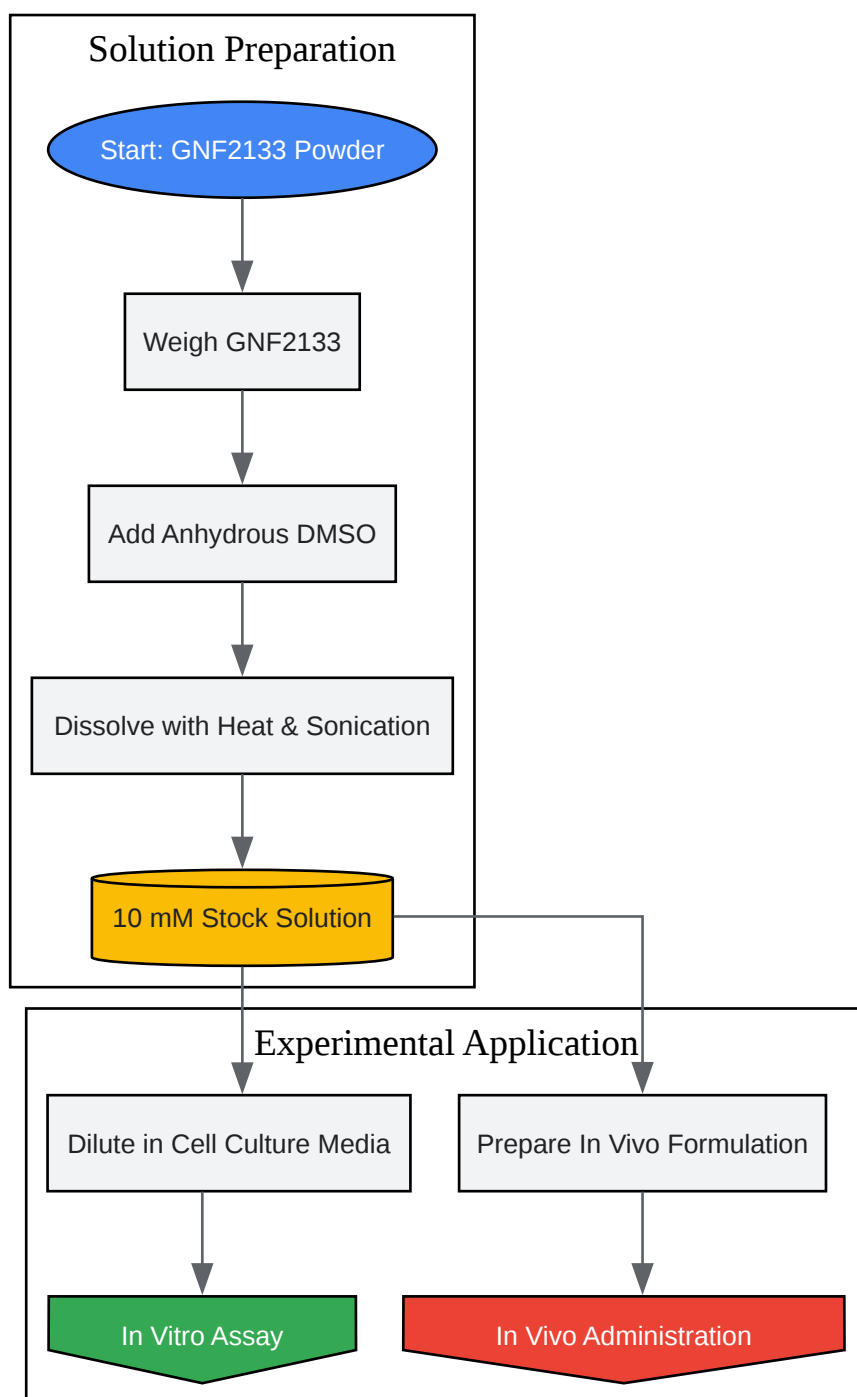 Solution Preparation
Start: GNF2133 Powder
Weigh GNF2133
Add Anhydrous DMSO
Dissolve with Heat & Sonication
10 mM Stock Solution
Experimental Application
Dilute in Cell Culture Media
Prepare In Vivo Formulation
In Vitro Assay
In Vivo Administration